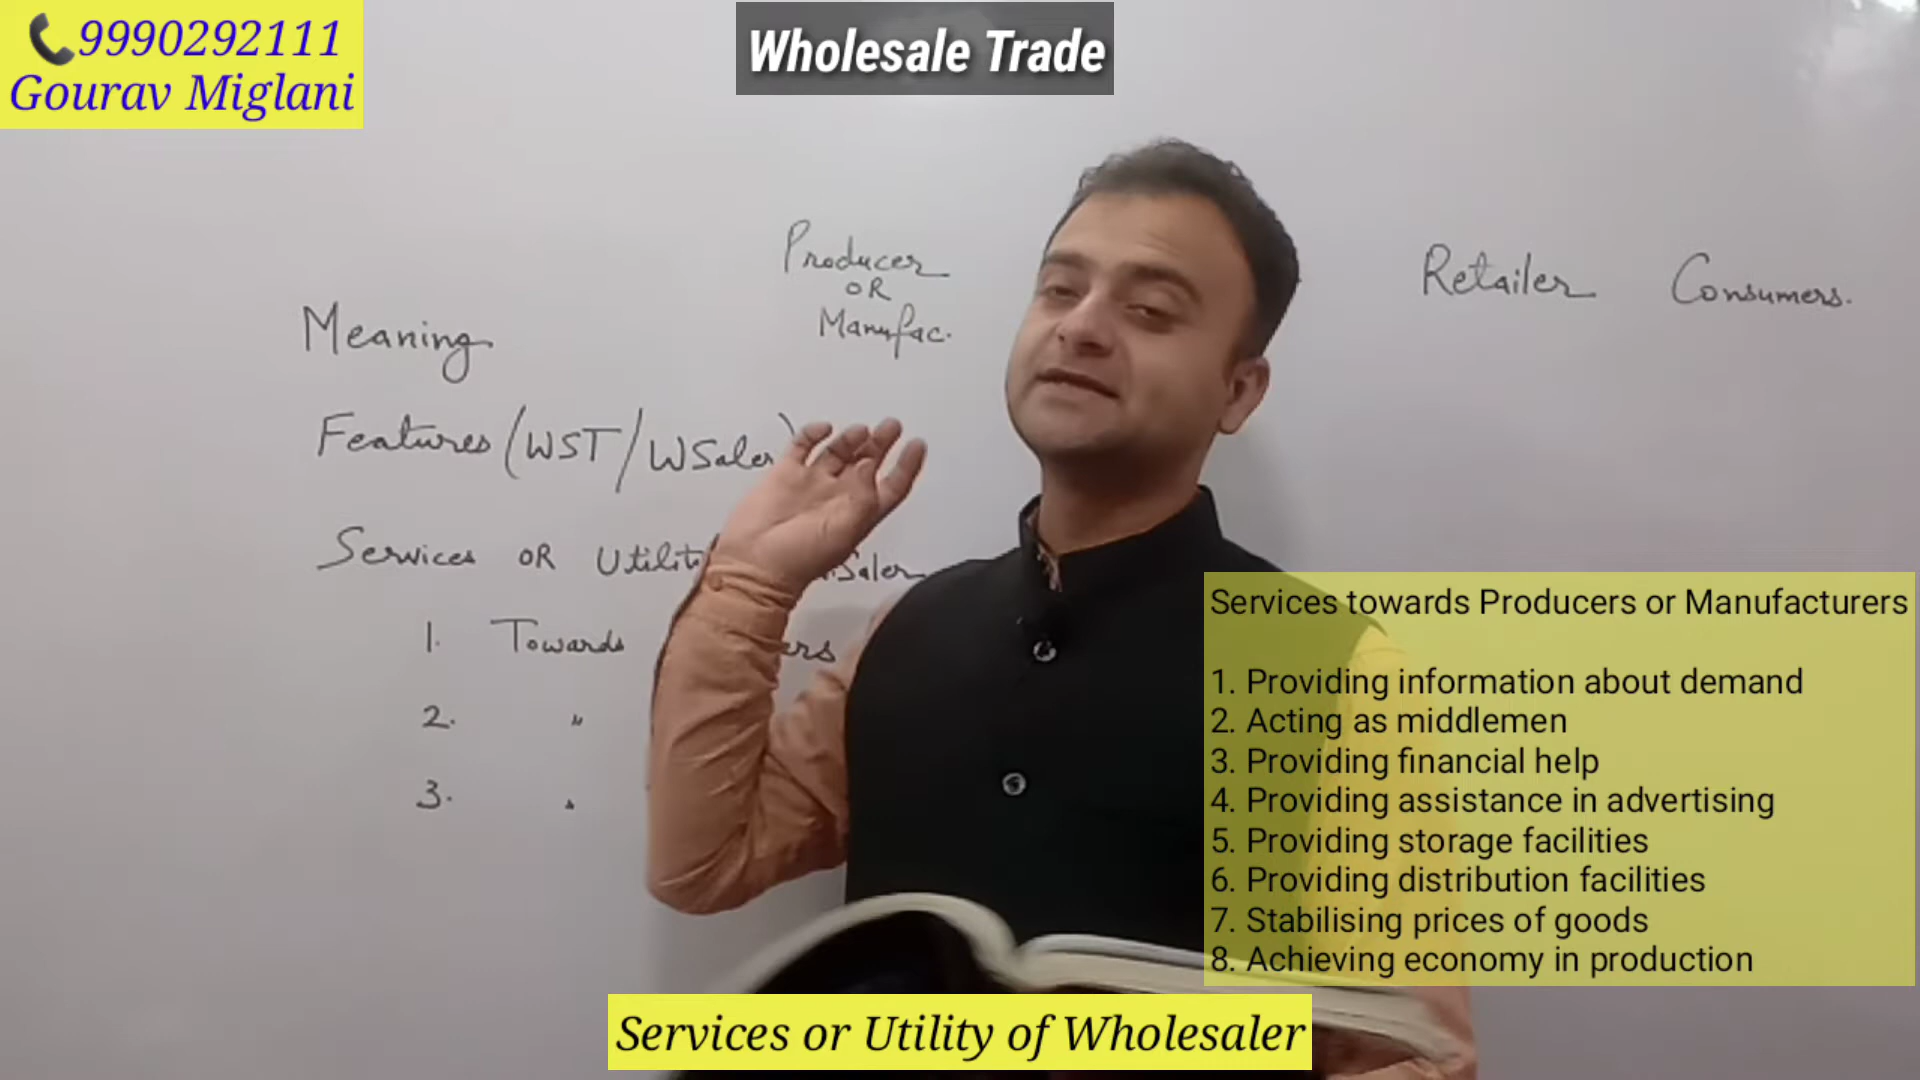 9990292111
Gourav Miglani
Wholesale Trade
Producer
OR
Manufac.
Retailer
Consumers.
Meaning
Features (WST/WSaler)
Services OR Saler
1. Towards
2. "
3. "
Services towards Producers or Manufacturers
1. Providing information about demand
2. Acting as middlemen
3. Providing financial help
4. Providing assistance in advertising
5. Providing storage facilities
6. Providing distribution facilities
7. Stabilising prices of goods
8. Achieving economy in production
Services or Utility of Wholesaler